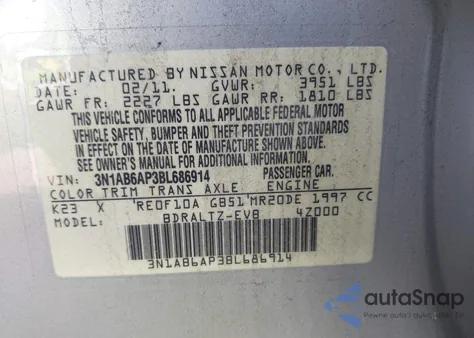 MANUFACTURED BY NISSAN MOTOR CO., LTD.
DATE: 02/11. GVWR: 3951 LBS
GAWR FR: 2227 LBS GAWR RR: 1810 LBS
THIS VEHICLE CONFORMS TO ALL APPLICABLE FEDERAL MOTOR
VEHICLE SAFETY, BUMPER AND THEFT PREVENTION STANDARDS
IN EFFECT ON THE DATE OF MANUFACTURE SHOWN ABOVE.
SEE OWNER'S MANUAL FOR ADDITIONAL INFORMATION
VIN: 3N1AB6AP3BL686914 PASSENGER CAR.
COLOR TRIM TRANS AXLE ENGINE
K23 X RE0F10A GB51 MR20DE 1997 CC
MODEL: BDRALTZ-EVB 4Z000
3N1AB6AP3BL686914
autoSnap